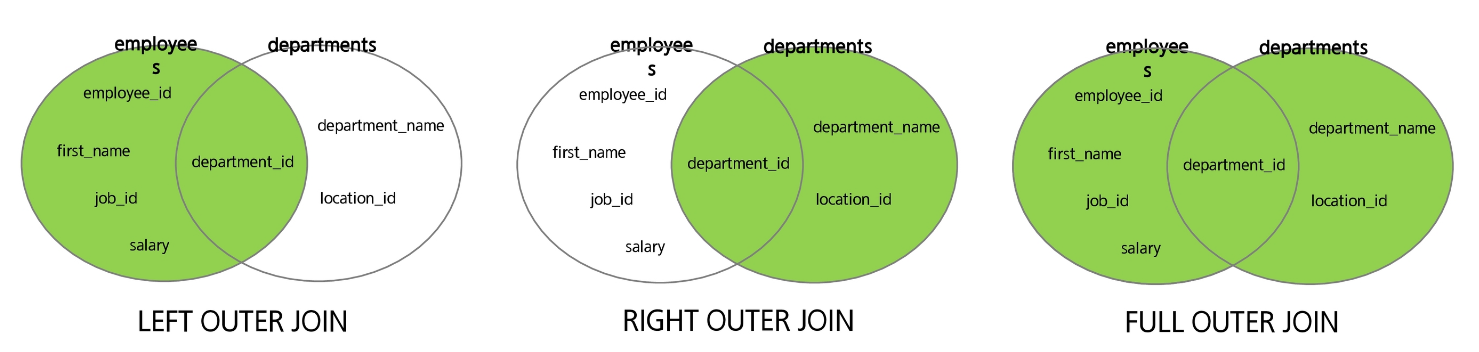 employee
s
departments
employee_id
department_name
first_name
department_id
job_id
location_id
salary
LEFT OUTER JOIN
employee
s
departments
employee_id
department_name
first_name
department_id
job_id
location_id
salary
RIGHT OUTER JOIN
employee
s
departments
employee_id
department_name
first_name
department_id
job_id
location_id
salary
FULL OUTER JOIN